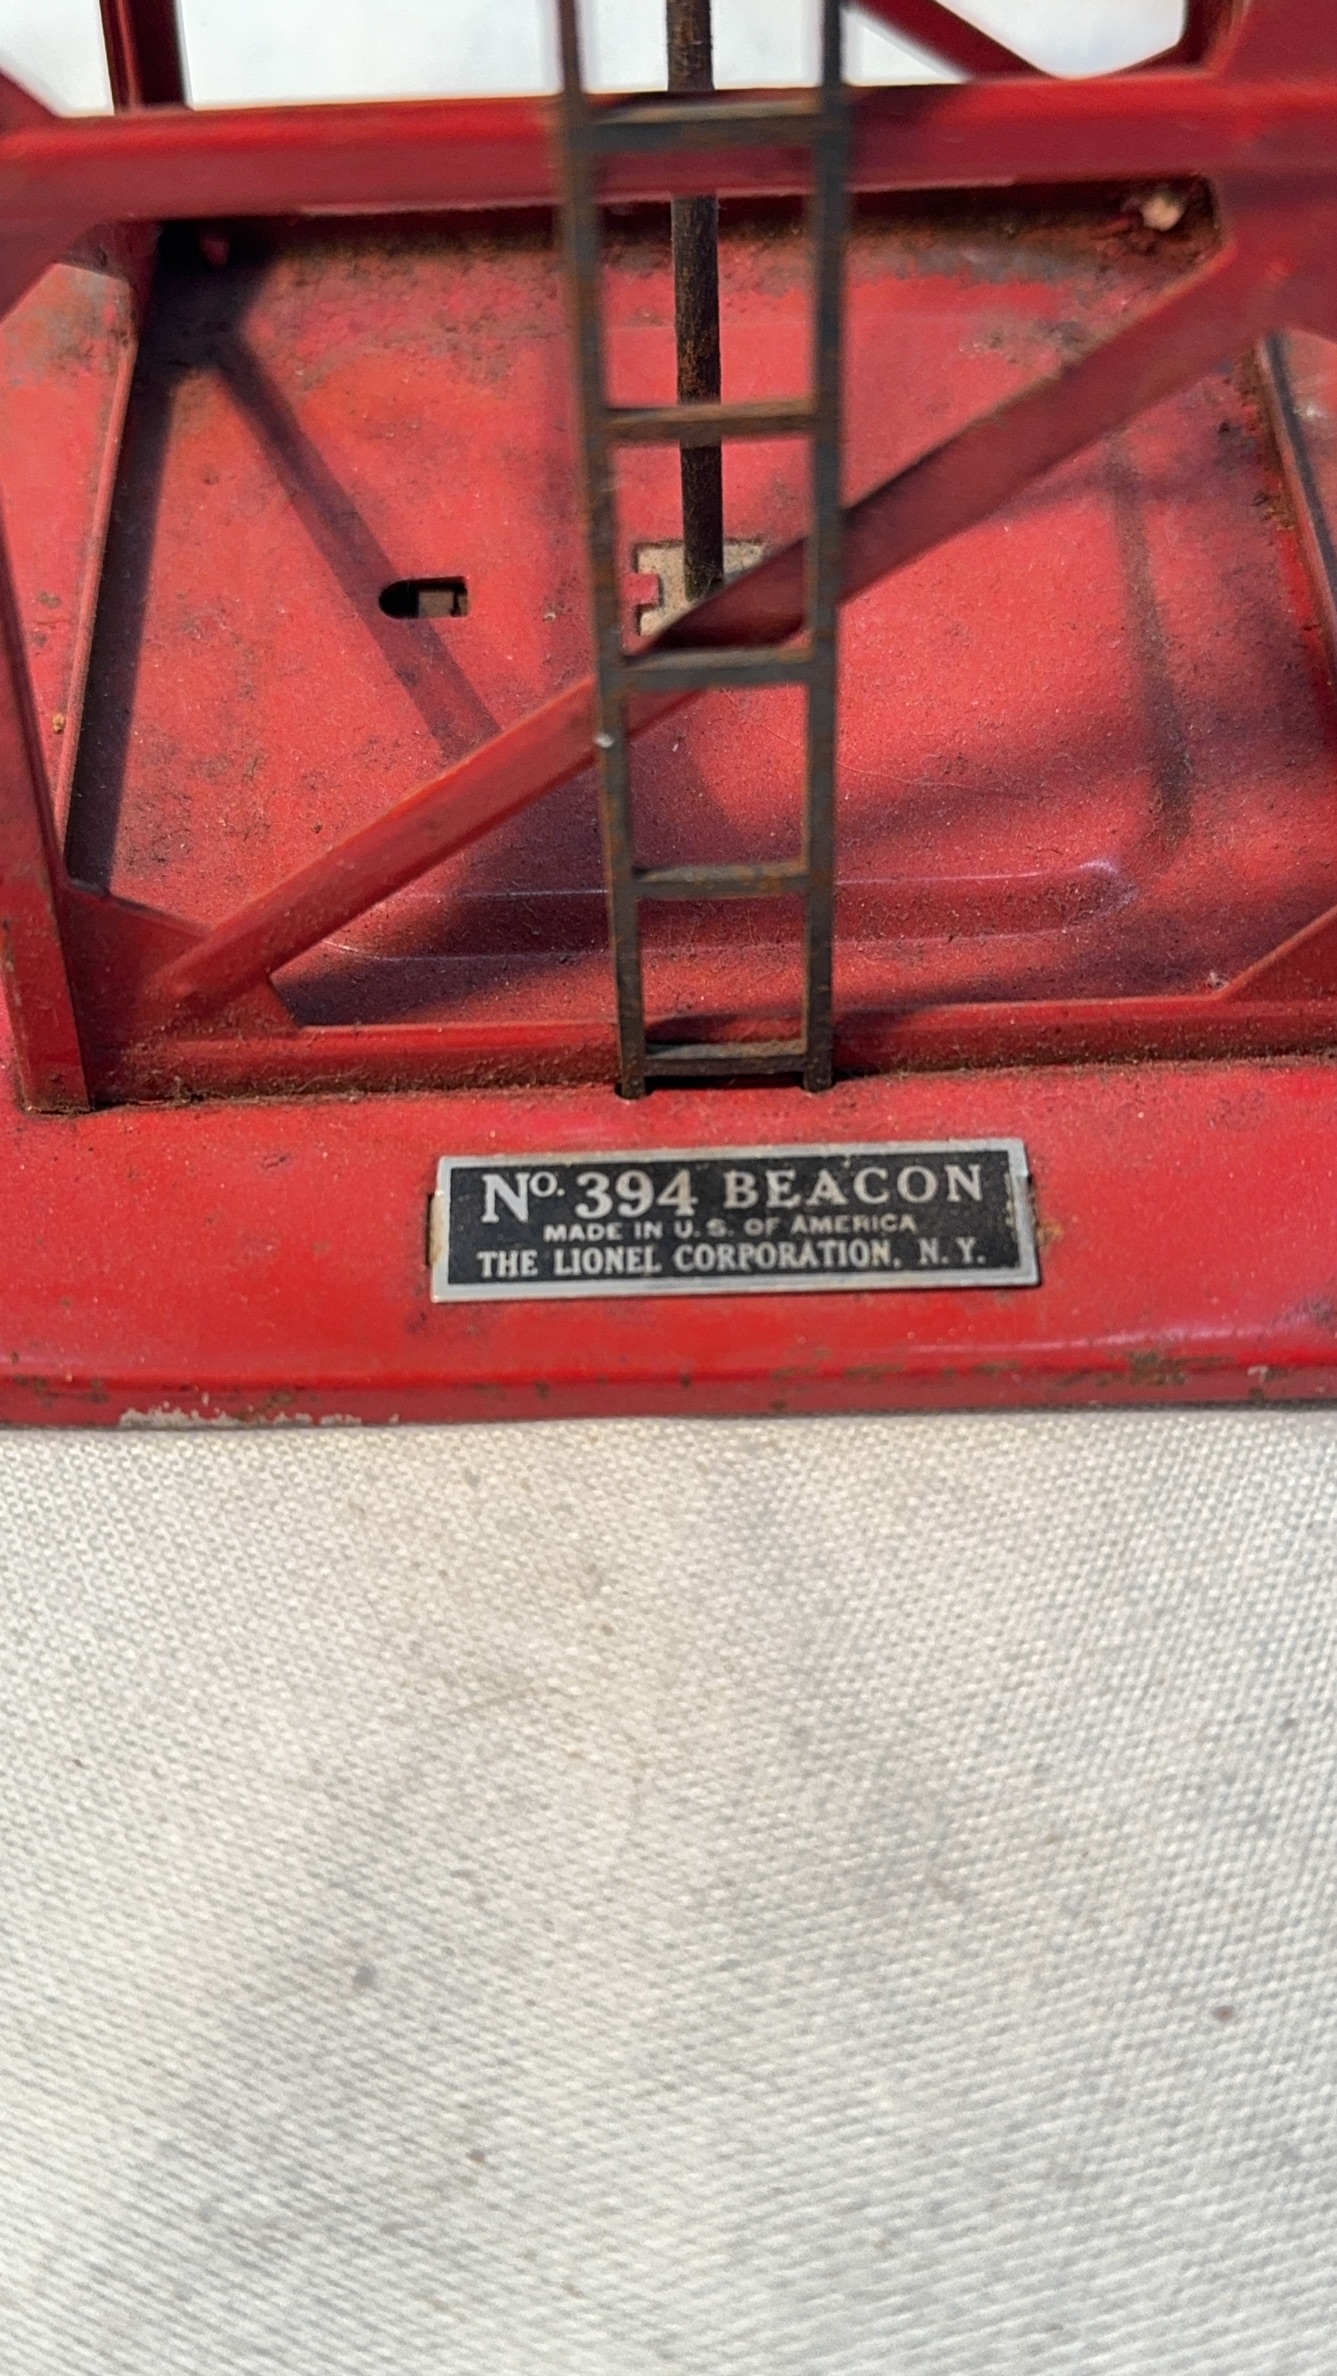 No. 394 BEACON
MADE IN U. S. OF AMERICA
THE LIONEL CORPORATION, N. Y.